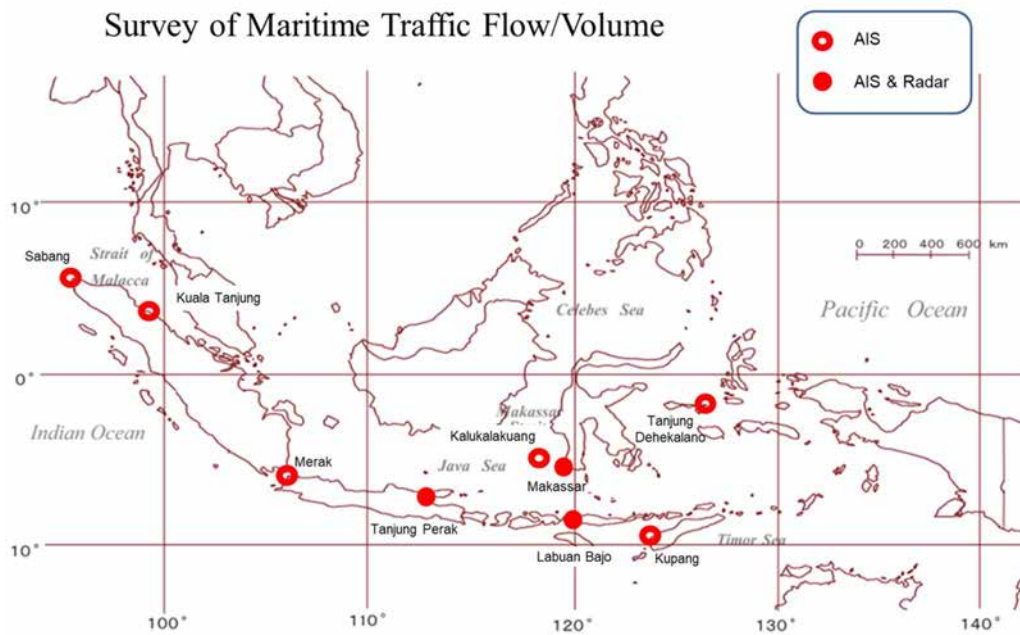 Survey of Maritime Traffic Flow/Volume
AIS
AIS & Radar
10°
0 200 400 600 km
Sabang
Strait of
Malacca
Kuala Tanjung
Celebes Sea
Pacific Ocean
0°
Makassar
Tanjung
Dehekalano
Indian Ocean
Kalukalakuang
Merak
Java Sea
Makassar
Tanjung Perak
Labuan Bajo
Kupang
Timor Sea
10°
100°
110°
120°
130°
140°